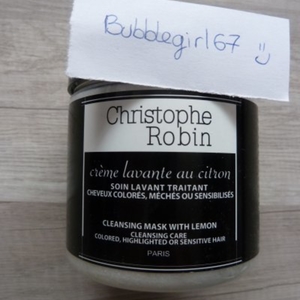 Bubblegirl67
Christophe
Robin
crème lavante au citron
SOIN LAVANT TRAITANT
CHEVEUX COLORÉS, MÉCHÉS OU SENSIBILISÉS
CLEANSING MASK WITH LEMON
CLEANSING CARE
COLORED, HIGHLIGHTED OR SENSITIVE HAIR
PARIS